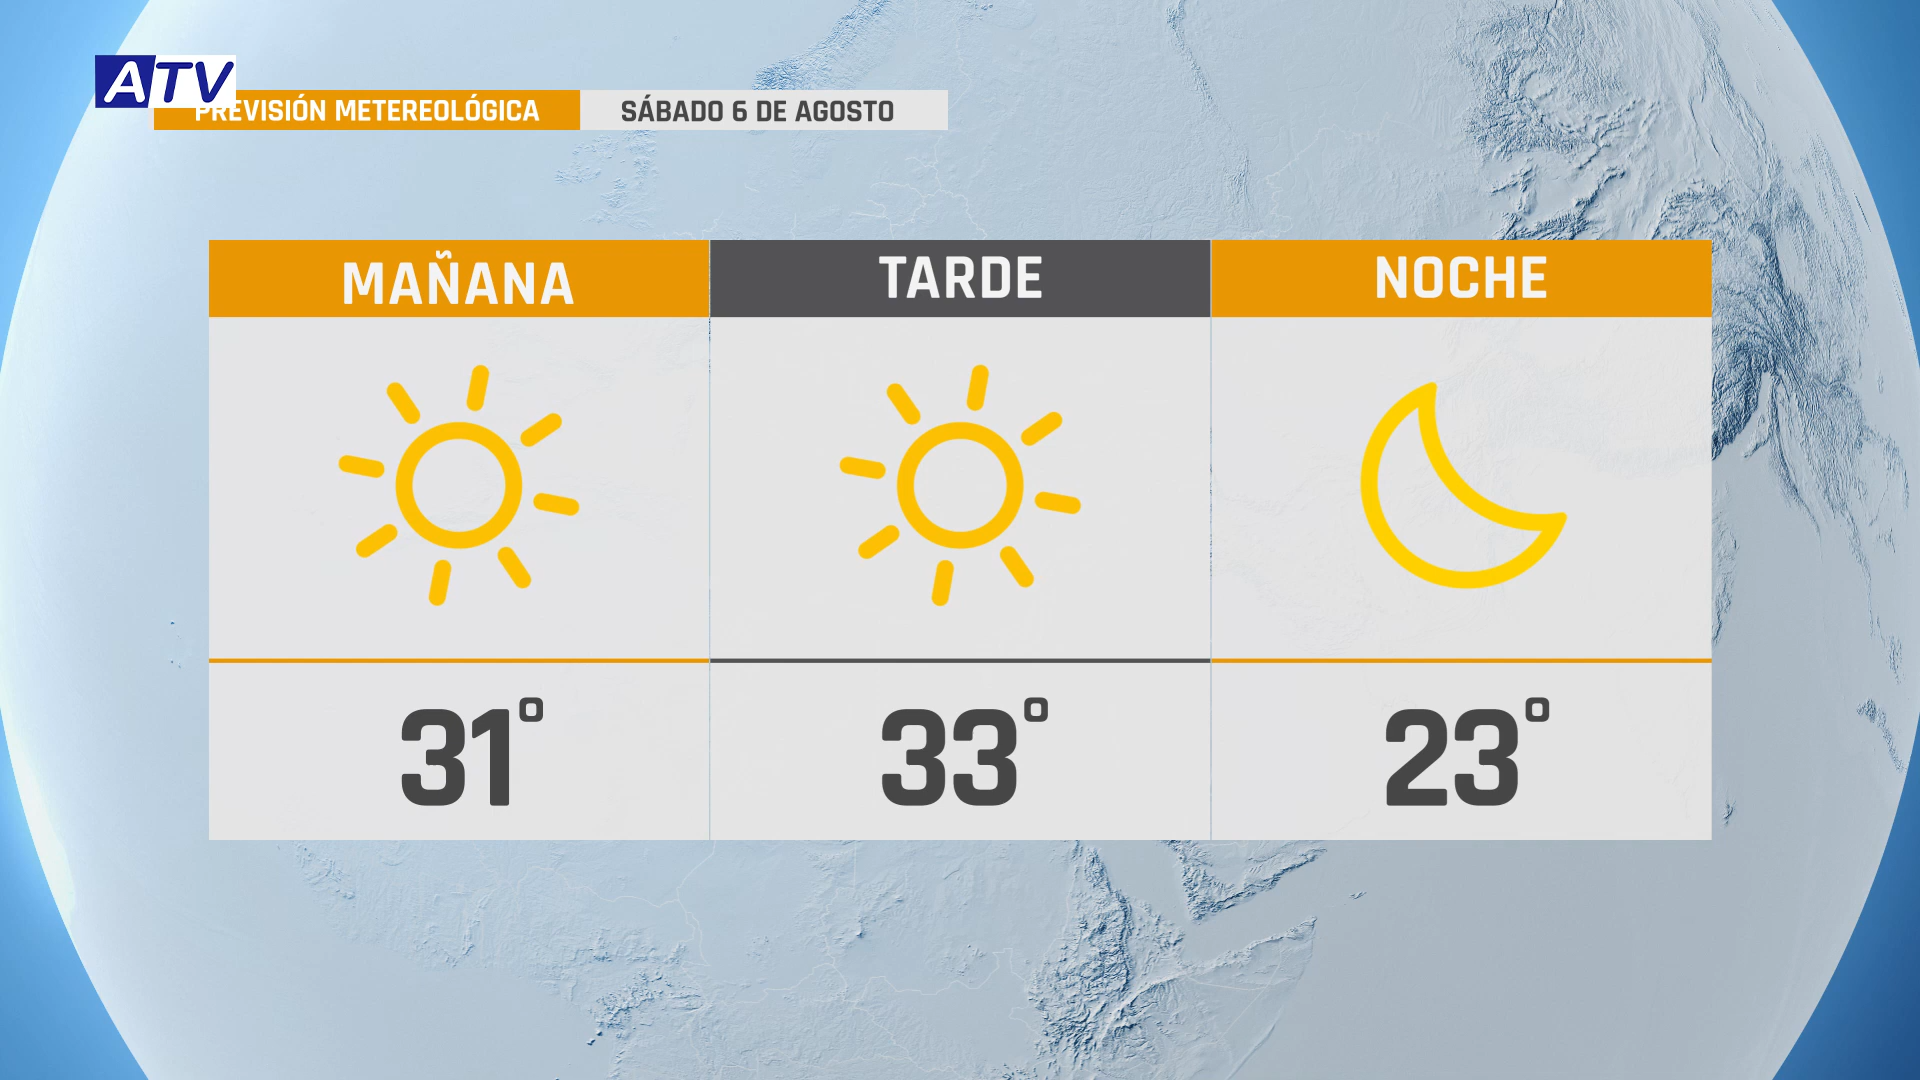 ATV
PREVISIÓN METEREOLÓGICA SÁBADO 6 DE AGOSTO
MAÑANA TARDE NOCHE
31° 33° 23°